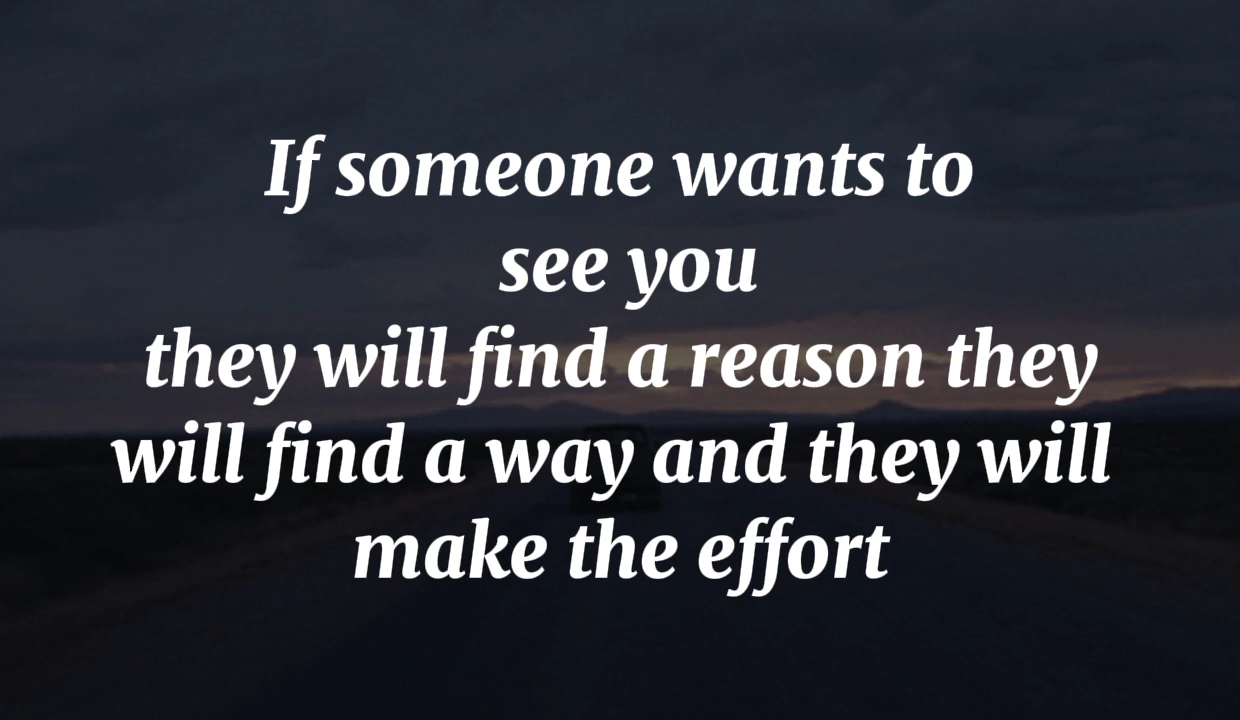 If someone wants to
see you
they will find a reason they
will find a way and they will
make the effort